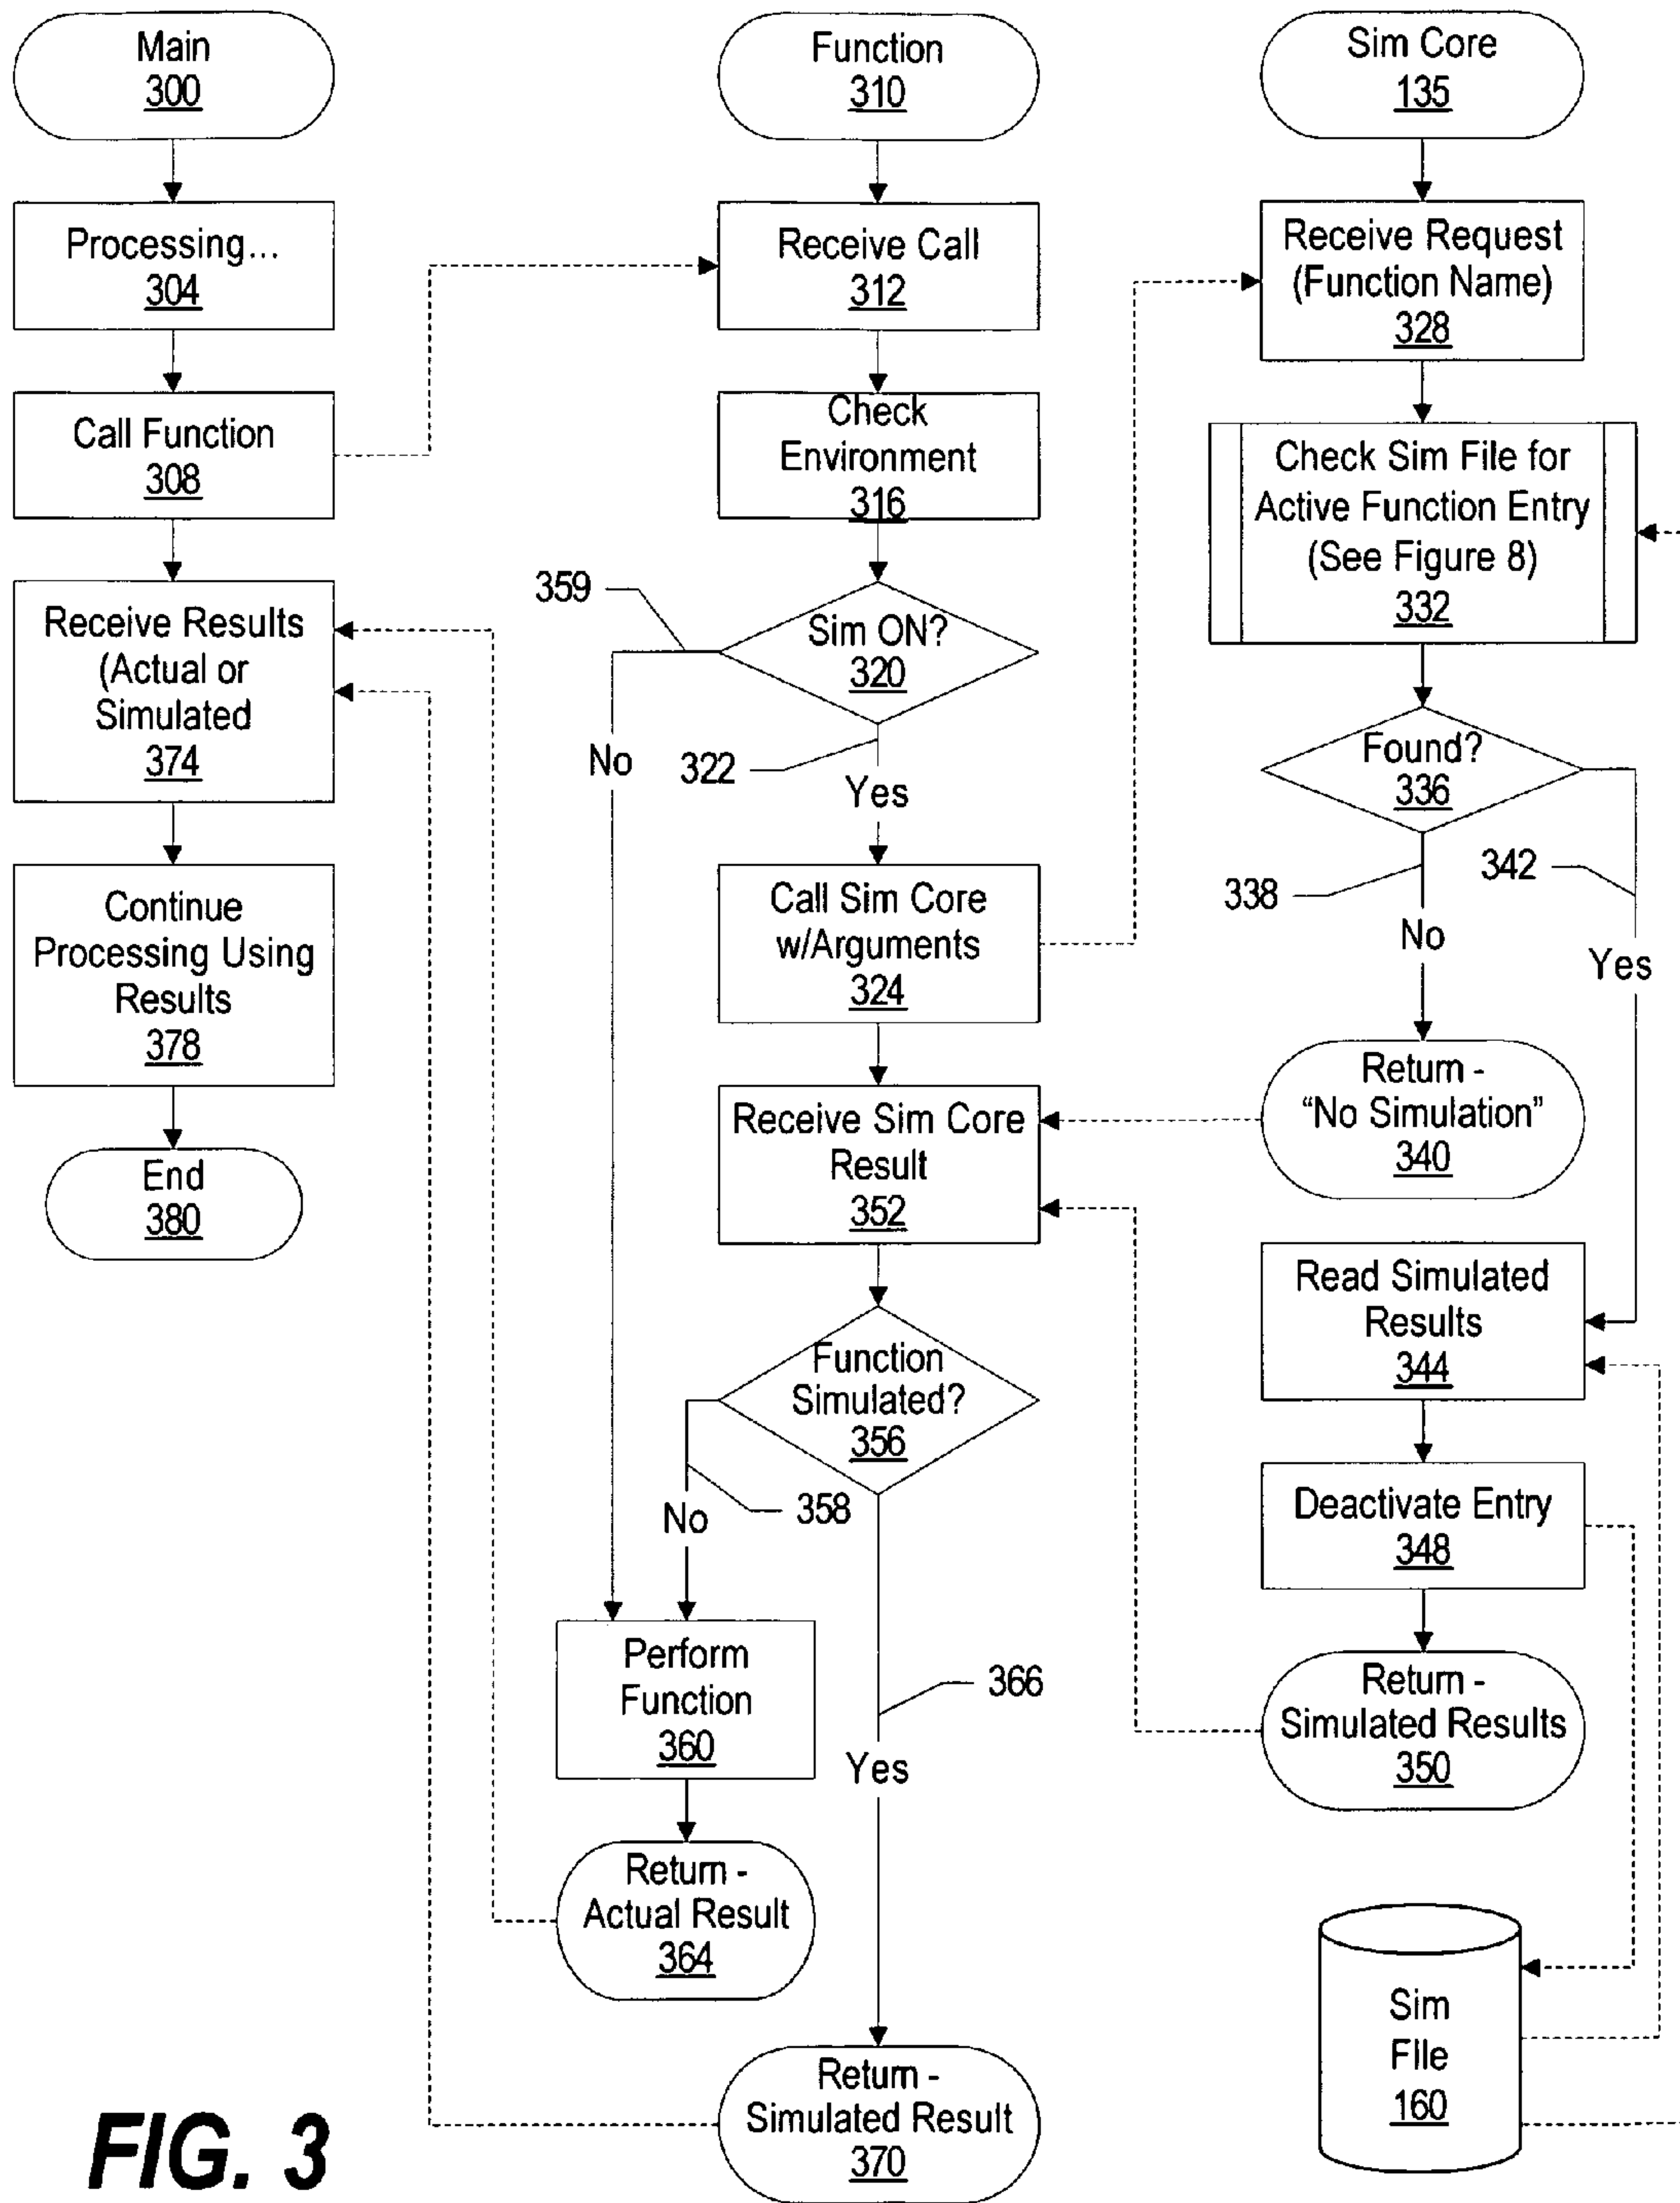 Main
300
Processing...
304
Call Function
308
Receive Results
(Actual or
Simulated
374
Continue
Processing Using
Results
378
End
380
Function
310
Receive Call
312
Check
Environment
316
359
Sim ON?
320
No
322
Yes
Call Sim Core
w/Arguments
324
Receive Sim Core
Result
352
Function
Simulated?
356
No
358
Perform
Function
360
366
Yes
Return -
Actual Result
364
Return -
Simulated Result
370
Sim Core
135
Receive Request
(Function Name)
328
Check Sim File for
Active Function Entry
(See Figure 8)
332
Found?
336
338
342
No
Yes
Return -
“No Simulation”
340
Read Simulated
Results
344
Deactivate Entry
348
Return -
Simulated Results
350
Sim
FIle
160
FIG. 3